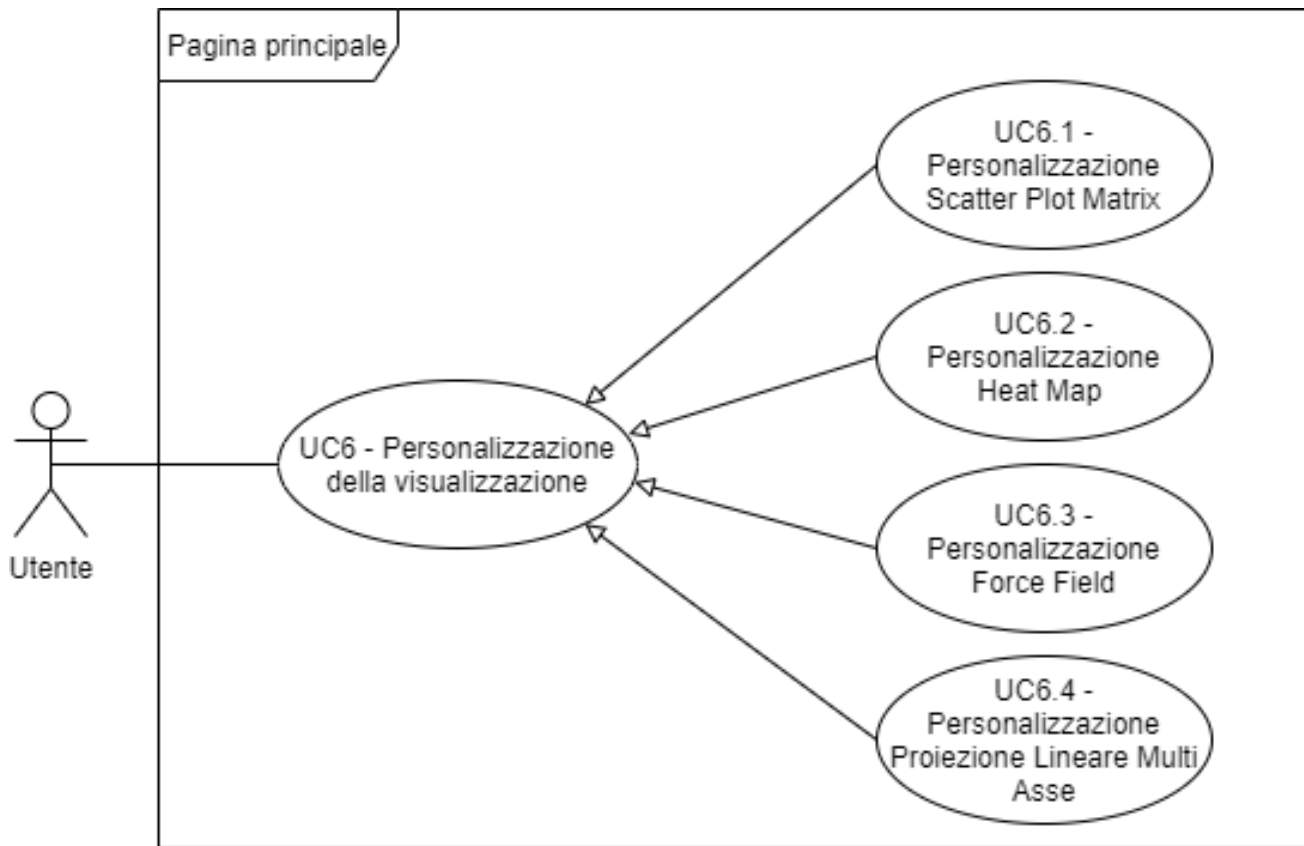 Pagina principale
UC6.1 -
Personalizzazione
Scatter Plot Matrix
UC6.2 -
Personalizzazione
Heat Map
UC6 - Personalizzazione
della visualizzazione
UC6.3 -
Personalizzazione
Force Field
Utente
UC6.4 -
Personalizzazione
Proiezione Lineare Multi
Asse